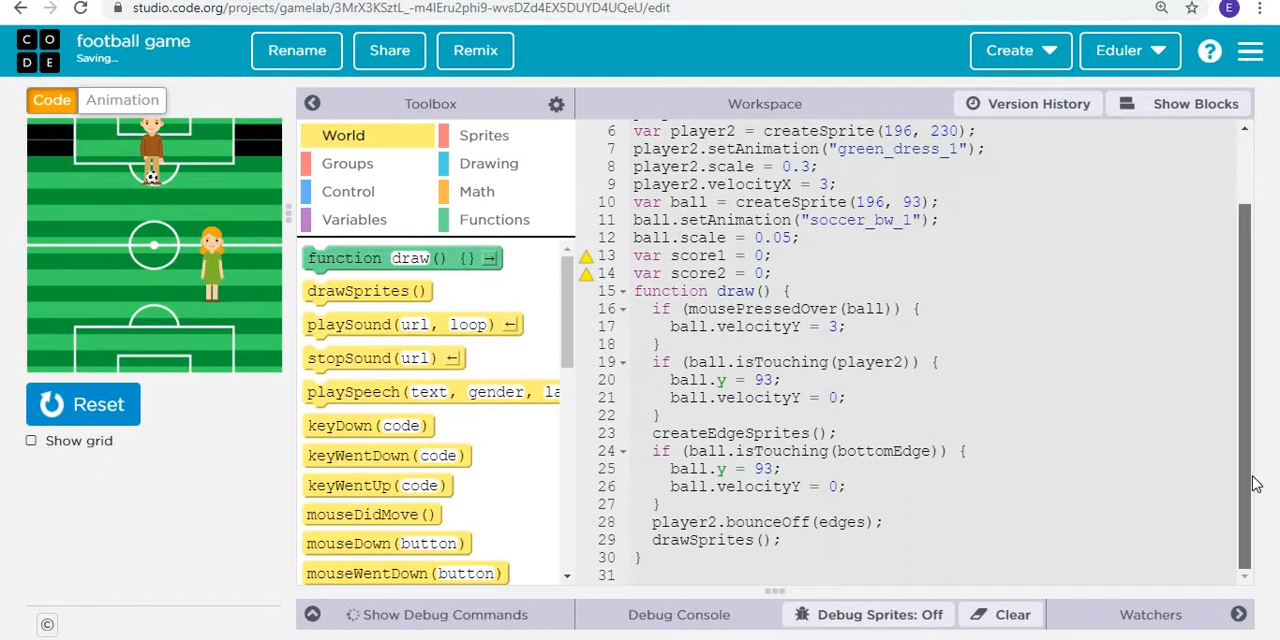 studio.code.org/projects/gamelab/3MrX3KSztL_-m4lEru2phi9-wvsDZd4EX5DUYD4UQeU/edit
E
C O
D E
football game
Saving...
Rename
Share
Remix
Create
Eduler
?
Code
Animation
Toolbox
Workspace
Version History
Show Blocks
World
Sprites
Groups
Drawing
Control
Math
Variables
Functions
function draw() {}
drawSprites()
playSound(url, loop)
stopSound(url)
playSpeech(text, gender, la
keyDown(code)
keyWentDown(code)
keyWentUp(code)
mouseDidMove()
mouseDown(button)
mouseWentDown(button)
6 var player2 = createSprite(196, 230);
7 player2.setAnimation("green_dress_1");
8 player2.scale = 0.3;
9 player2.velocityX = 3;
10 var ball = createSprite(196, 93);
11 ball.setAnimation("soccer_bw_1");
12 ball.scale = 0.05;
13 var score1 = 0;
14 var score2 = 0;
15 function draw() {
16 if (mousePressedOver(ball)) {
17 ball.velocityY = 3;
18 }
19 if (ball.isTouching(player2)) {
20 ball.y = 93;
21 ball.velocityY = 0;
22 }
23 createEdgeSprites();
24 if (ball.isTouching(bottomEdge)) {
25 ball.y = 93;
26 ball.velocityY = 0;
27 }
28 player2.bounceOff(edges);
29 drawSprites();
30 }
31
Reset
Show grid
©
Show Debug Commands
Debug Console
Debug Sprites: Off
Clear
Watchers